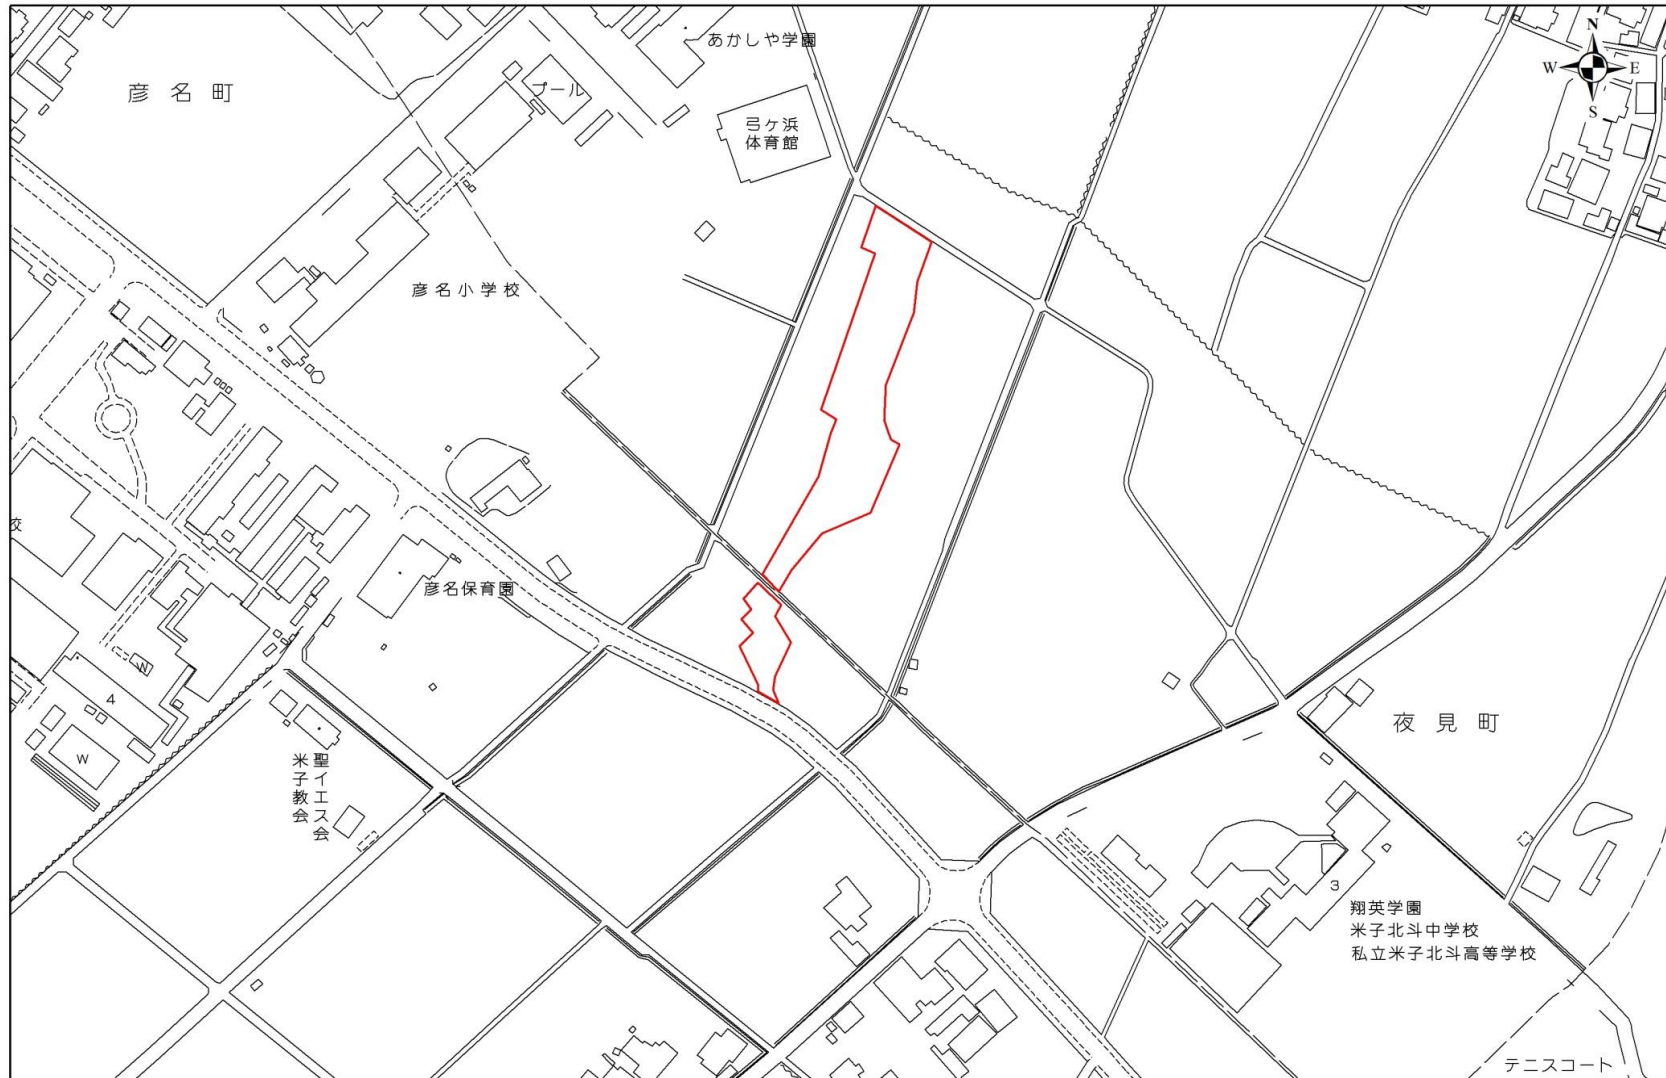 あかしや学園
N
W
E
S
彦名町
プール
弓ヶ浜
体育館
彦名小学校
校
彦名保育園
N
4
W
聖イエス会
米子教会
夜見町
3
翔英学園
米子北斗中学校
私立米子北斗高等学校
テニスコート